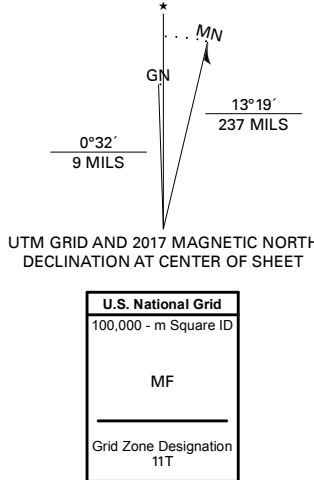 ★
MN
GN
13°19´
237 MILS
0°32´
9 MILS
UTM GRID AND 2017 MAGNETIC NORTH
DECLINATION AT CENTER OF SHEET
U.S. National Grid
100,000 - m Square ID
MF
Grid Zone Designation
11T